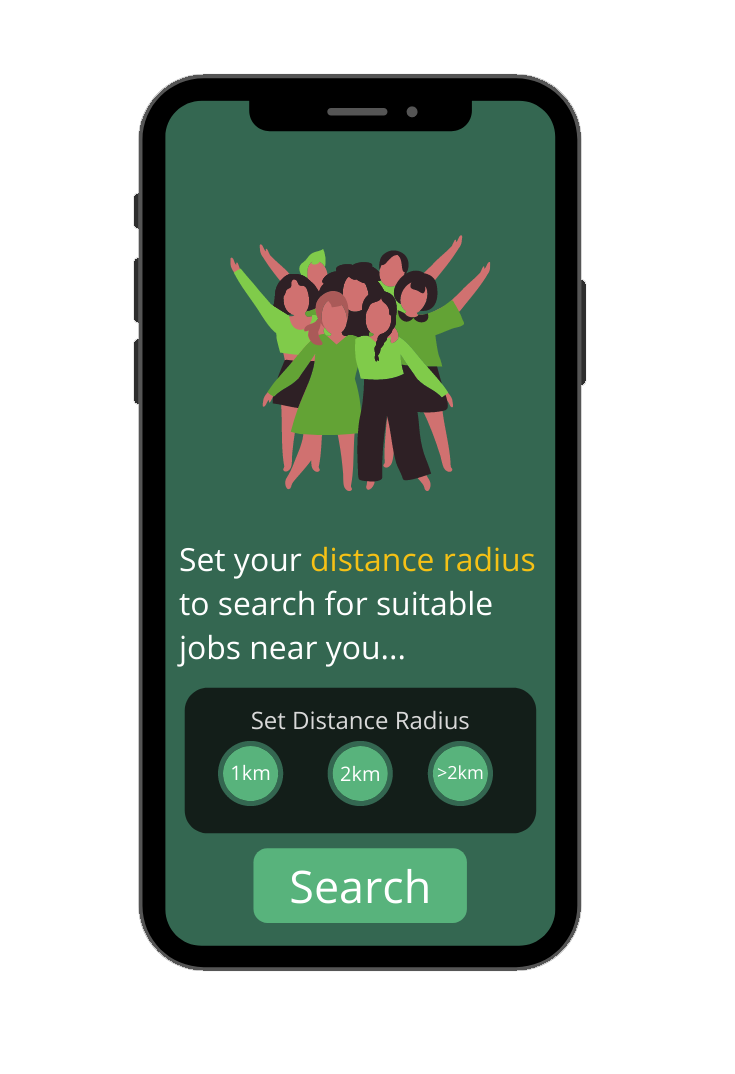 Set your distance radius
to search for suitable
jobs near you...
Set Distance Radius
1km 2km >2km
Search